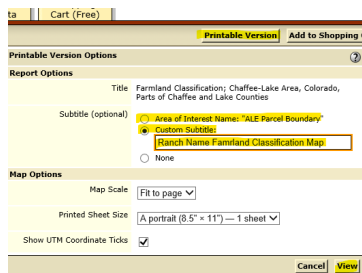 ta
Cart (Free)
Printable Version
Add to Shopping
Printable Version Options
?
Report Options
Title Farmland Classification; Chaffee-Lake Area, Colorado,
Parts of Chaffee and Lake Counties
Subtitle (optional)
Area of Interest Name: "ALE Parcel Boundary"
Custom Subtitle:
Ranch Name Famrland Classification Map
None
Map Options
Map Scale Fit to page
Printed Sheet Size A portrait (8.5" × 11") — 1 sheet
Show UTM Coordinate Ticks
Cancel View